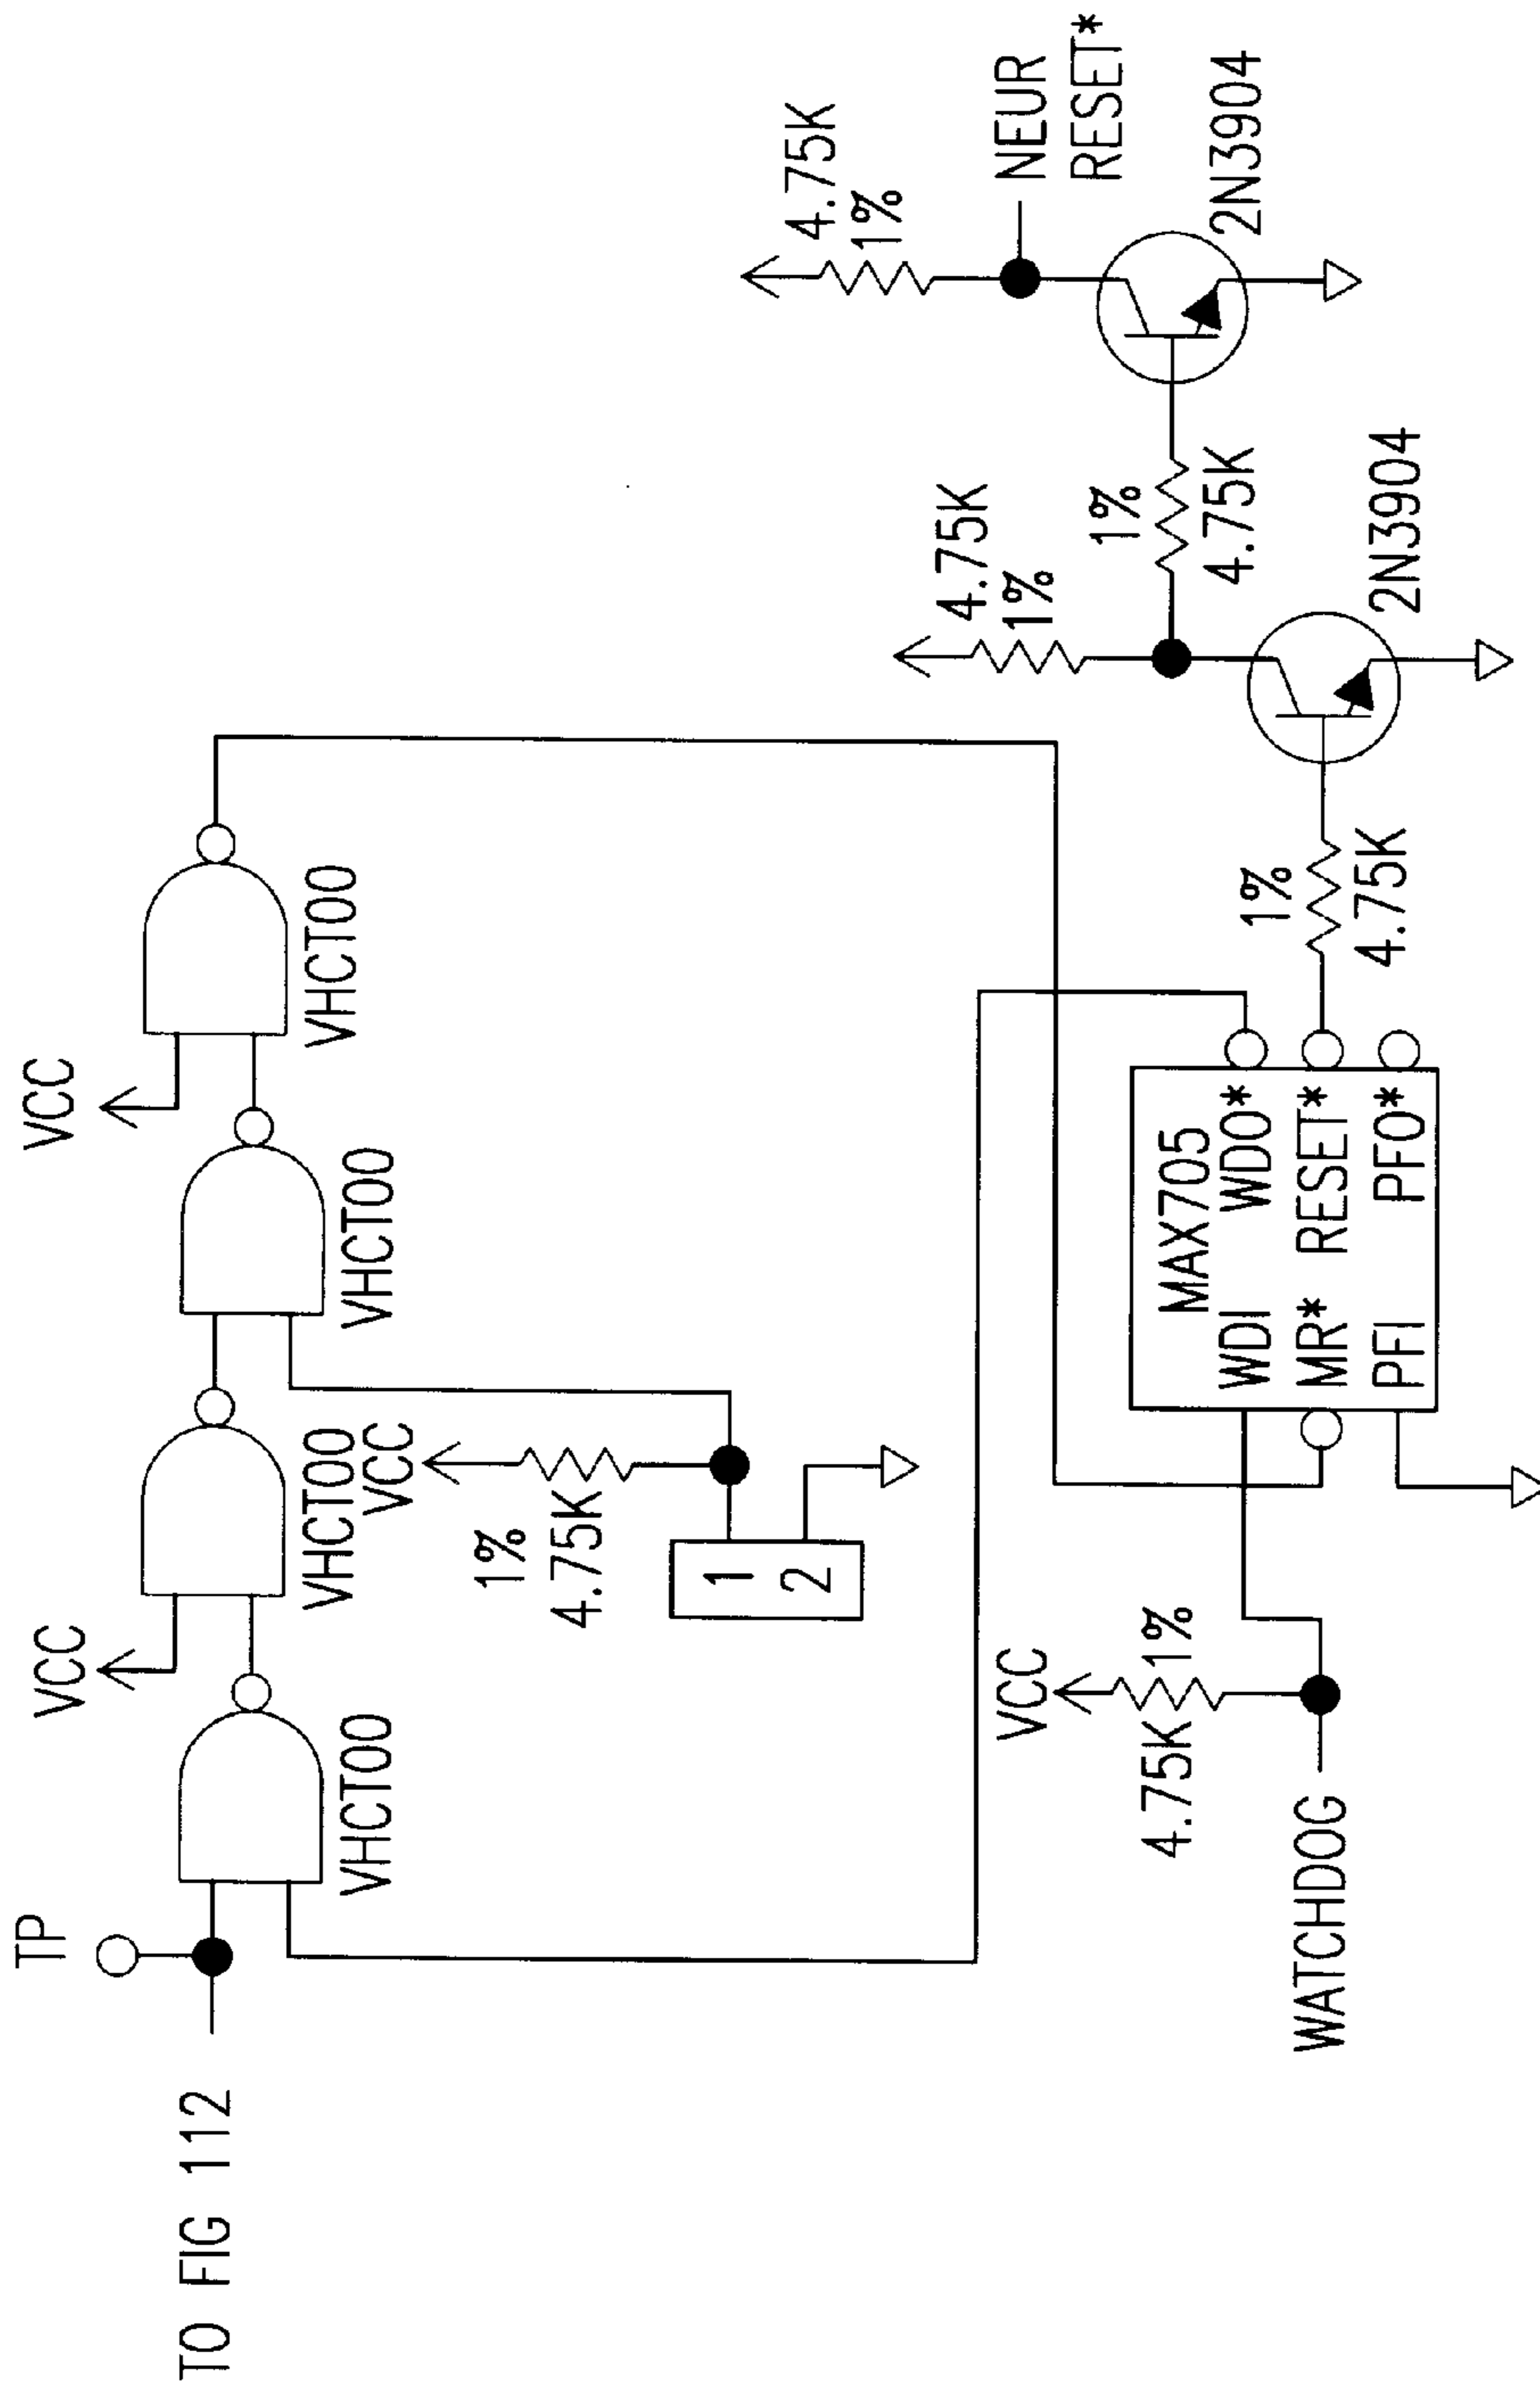 TO FIG 112
TP
VHCT00
VCC
VHCT00
VCC
1%
4.75K
1
2
VHCT00
VCC
VHCT00
WATCHDOG
VCC
4.75K
1%
MAX705
WDI WDO*
MR* RESET*
PFI PFO*
1%
4.75K
2N3904
4.75K
1%
1%
4.75K
2N3904
4.75K
1%
NEUR
RESET*